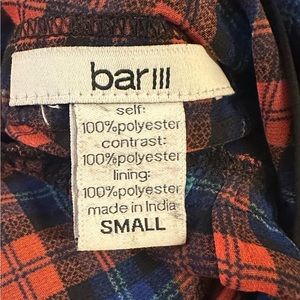 bar III
self:
100%polyester
contrast:
100%polyester
lining:
100%polyester
made in India
SMALL